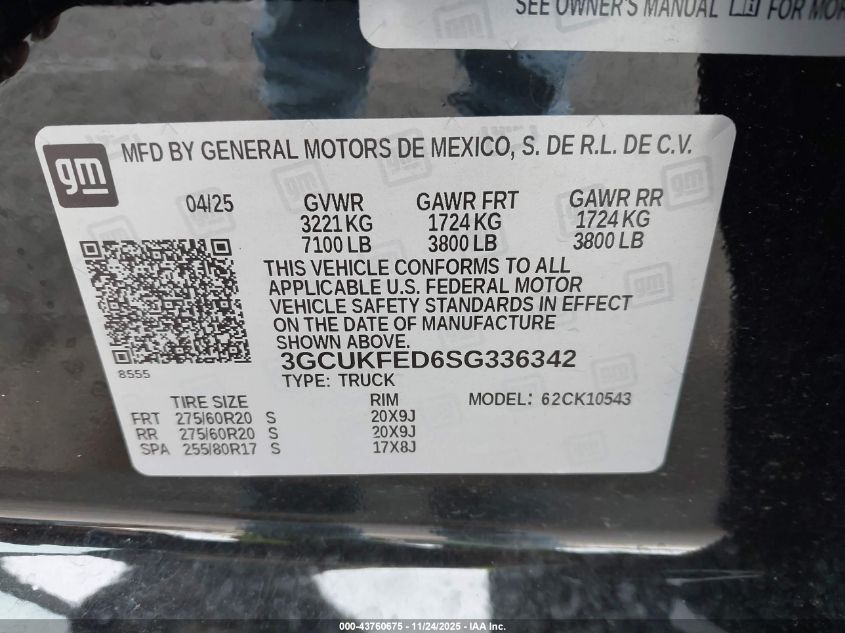 SEE OWNER'S MANUAL FOR MOR
gm MFD BY GENERAL MOTORS DE MEXICO, S. DE R.L. DE C.V.
04/25 GVWR GAWR FRT GAWR RR
3221 KG 1724 KG 1724 KG
7100 LB 3800 LB 3800 LB
THIS VEHICLE CONFORMS TO ALL
APPLICABLE U.S. FEDERAL MOTOR
VEHICLE SAFETY STANDARDS IN EFFECT
ON THE DATE OF MANUFACTURE
SHOWN ABOVE.
8555
3GCUKFED6SG336342
TYPE: TRUCK
TIRE SIZE RIM MODEL: 62CK10543
FRT 275/60R20 S 20X9J
RR 275/60R20 S 20X9J
SPA 255/80R17 S 17X8J
000-43760675 - 11/24/2025 - IAA Inc.